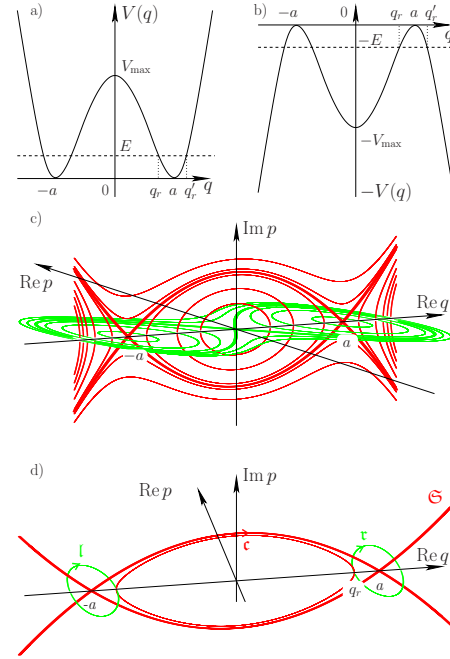 a)
V(q)
V_max
E
−a
0
q_r
a
q′_r
q
b)
−a
0
q_r
a
q′_r
q
−E
−V_max
−V(q)
c)
Im p
Re p
Re q
−a
a
d)
Re p
Im p
𝔖
𝔩
𝔠
𝔯
Re q
-a
q_r
a